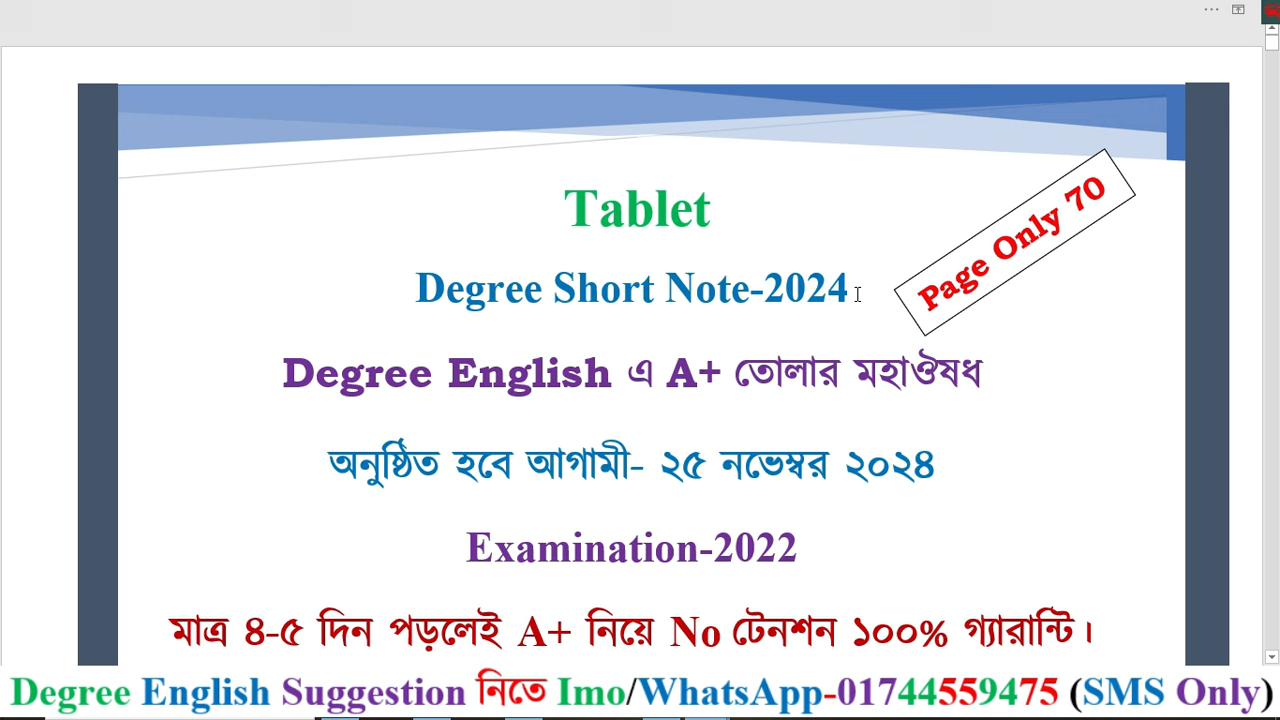 Tablet
Page Only 70
Degree Short Note-2024
Degree English এ A+ তোলার মহাঔষধ
অনুষ্ঠিত হবে আগামী- ২৫ নভেম্বর ২০২৪
Examination-2022
মাত্র ৪-৫ দিন পড়লেই A+ নিয়ে No টেনশন ১০০% গ্যারান্টি।
Degree English Suggestion নিতে Imo/WhatsApp-01744559475 (SMS Only)